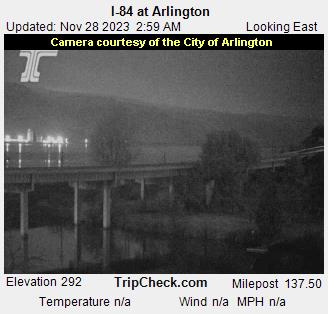 I-84 at Arlington
Updated: Nov 28 2023 2:59 AM Looking East
Camera courtesy of the City of Arlington
Elevation 292 TripCheck.com Milepost 137.50
Temperature n/a Wind n/a MPH n/a